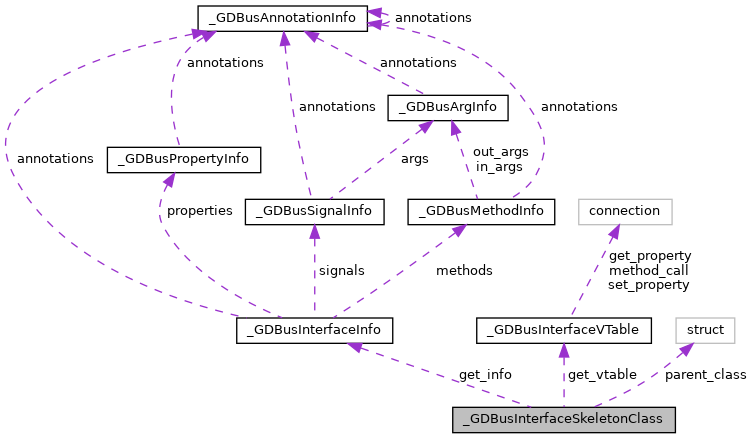 _GDBusAnnotationInfo
annotations
annotations
annotations
_GDBusArgInfo
annotations
annotations
out_args
in_args
annotations
_GDBusPropertyInfo
args
properties
_GDBusSignalInfo
_GDBusMethodInfo
connection
get_property
method_call
set_property
signals
methods
_GDBusInterfaceInfo
_GDBusInterfaceVTable
struct
get_info
get_vtable
parent_class
_GDBusInterfaceSkeletonClass